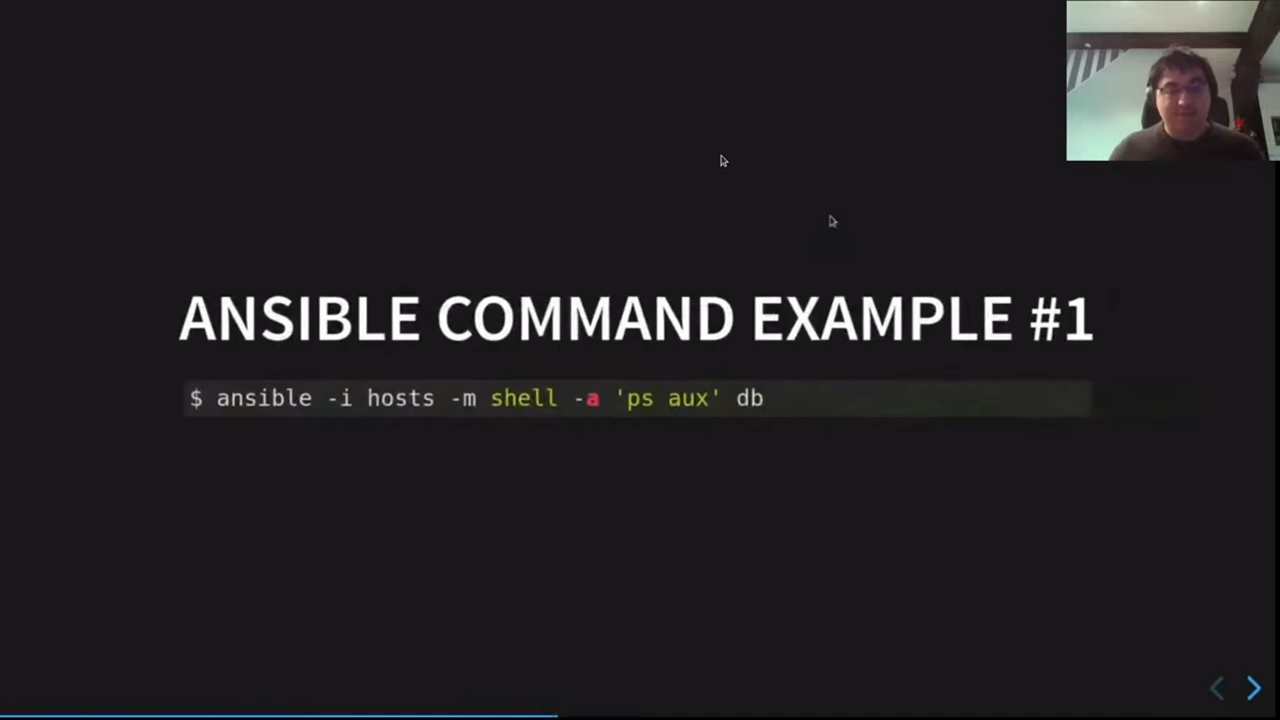 ANSIBLE COMMAND EXAMPLE #1
$ ansible -i hosts -m shell -a 'ps aux' db